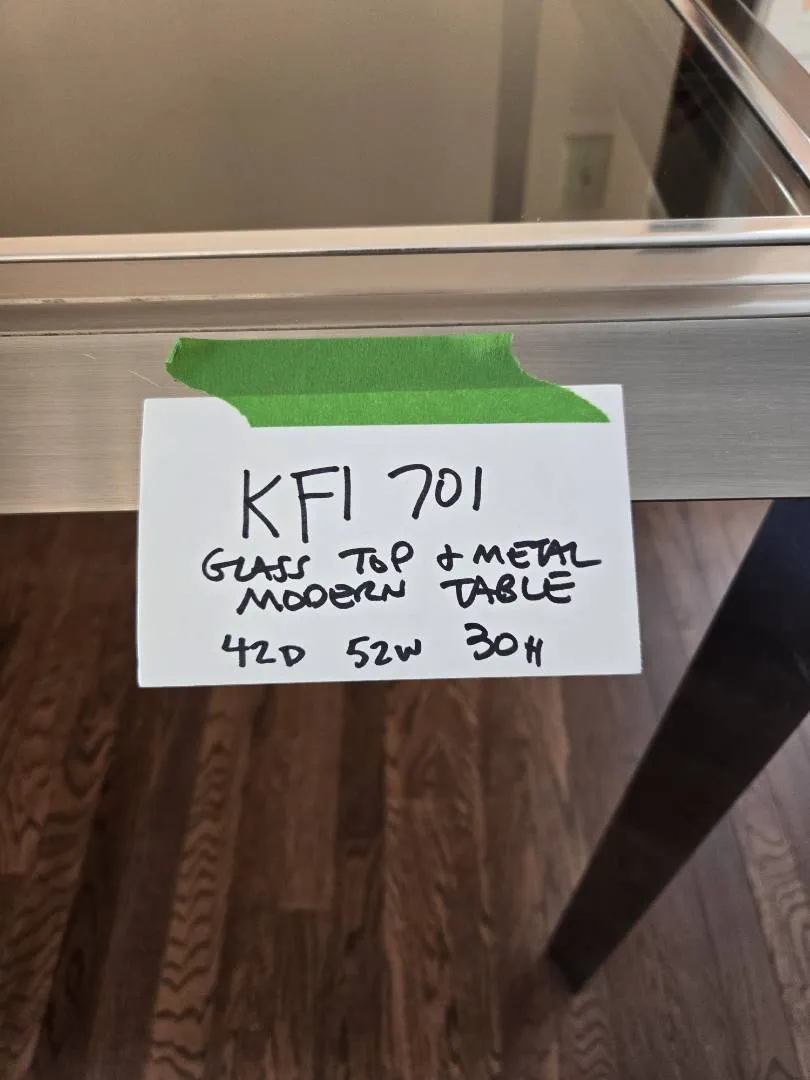 KFI 701
GLASS TOP & METAL
MODERN TABLE
42D 52W 30H